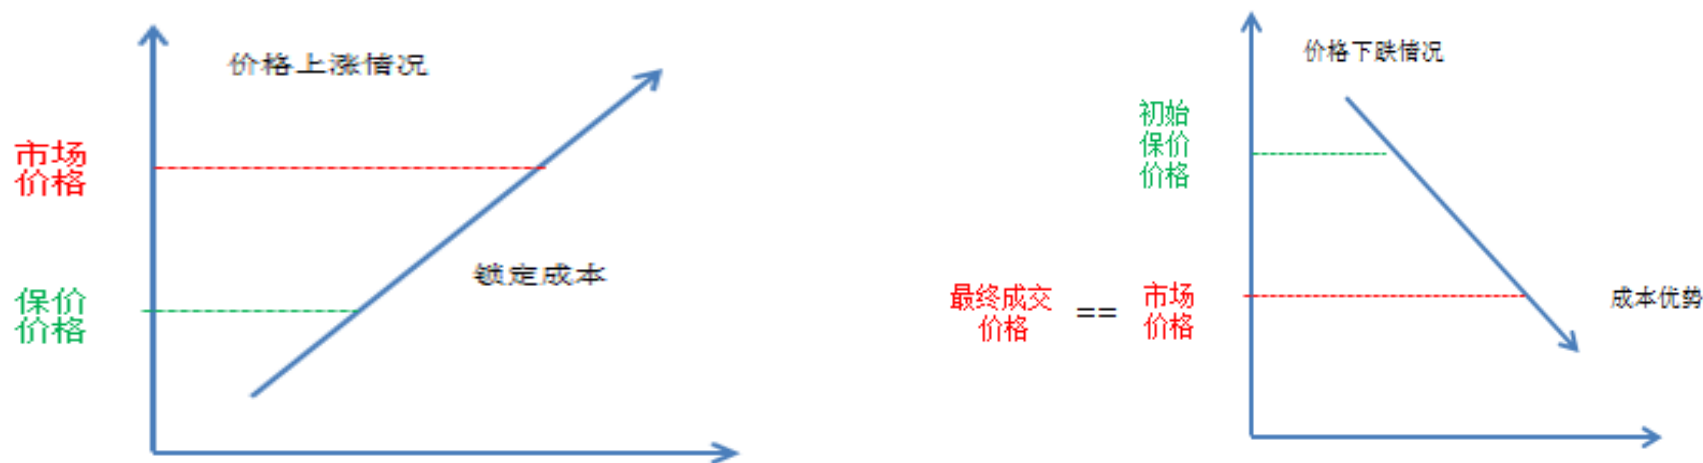 价格上涨情况
市场
价格
锁定成本
保价
价格
价格下跌情况
初始
保价
价格
最终成交
价格
==
市场
价格
成本优势